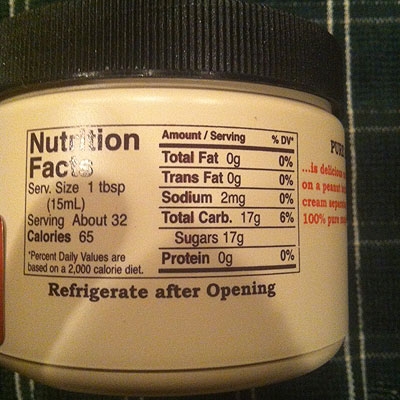 Nutrition
Facts
Serv. Size 1 tbsp
(15mL)
Serving About 32
Calories 65
*Percent Daily Values are
based on a 2,000 calorie diet.
Amount / Serving % DV*
Total Fat 0g 0%
Trans Fat 0g 0%
Sodium 2mg 0%
Total Carb. 17g 6%
Sugars 17g
Protein 0g 0%
Refrigerate after Opening
PURE
...is delicious
on a peanut
cream
100% pure